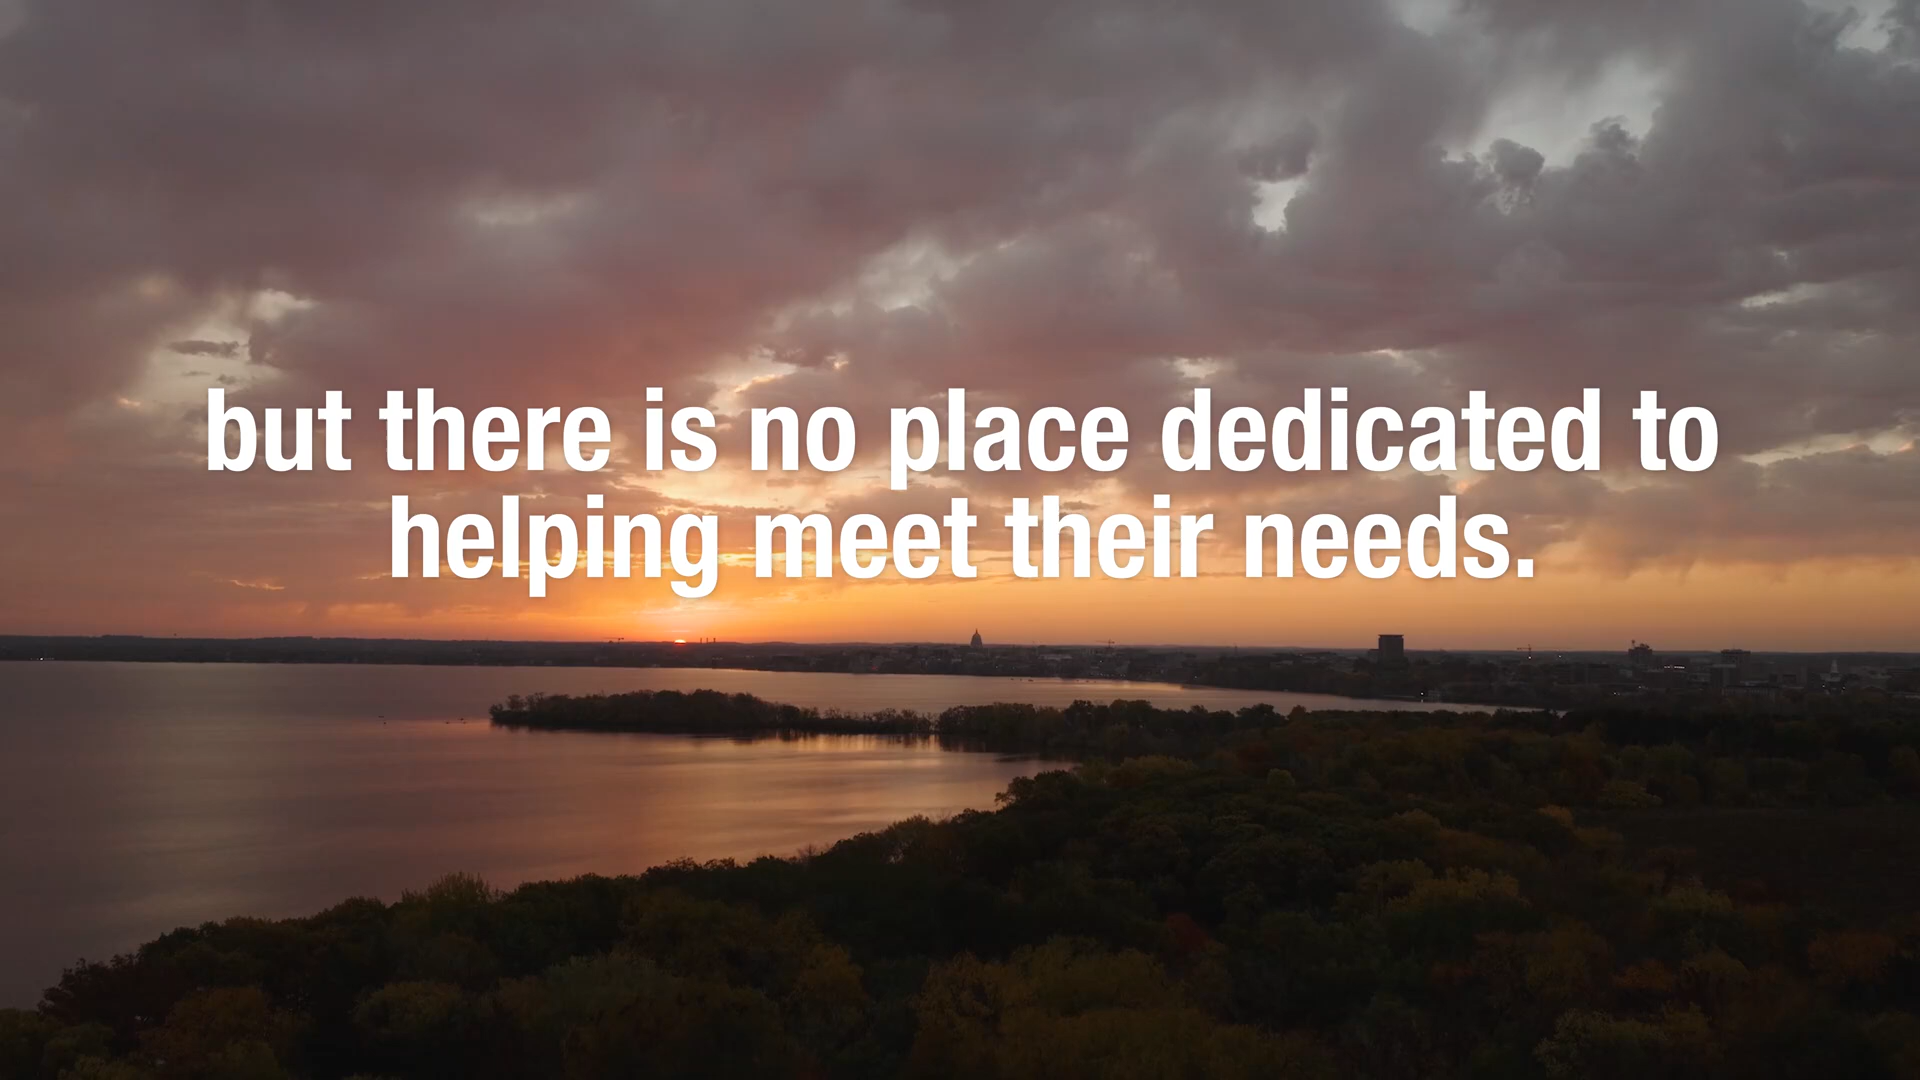 but there is no place dedicated to
helping meet their needs.